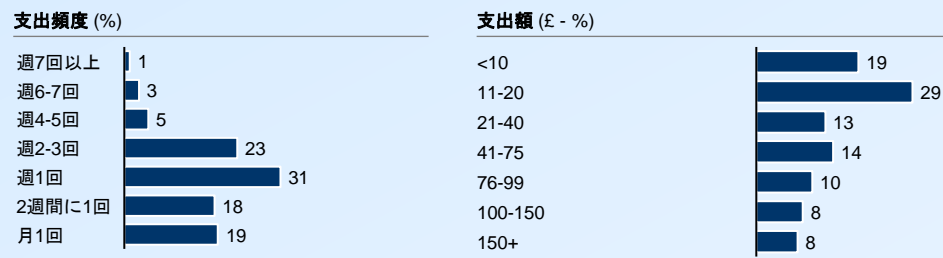 支出頻度 (%)
週7回以上 1
週6-7回 3
週4-5回 5
週2-3回 23
週1回 31
2週間に1回 18
月1回 19
支出額 (£ - %)
<10 19
11-20 29
21-40 13
41-75 14
76-99 10
100-150 8
150+ 8